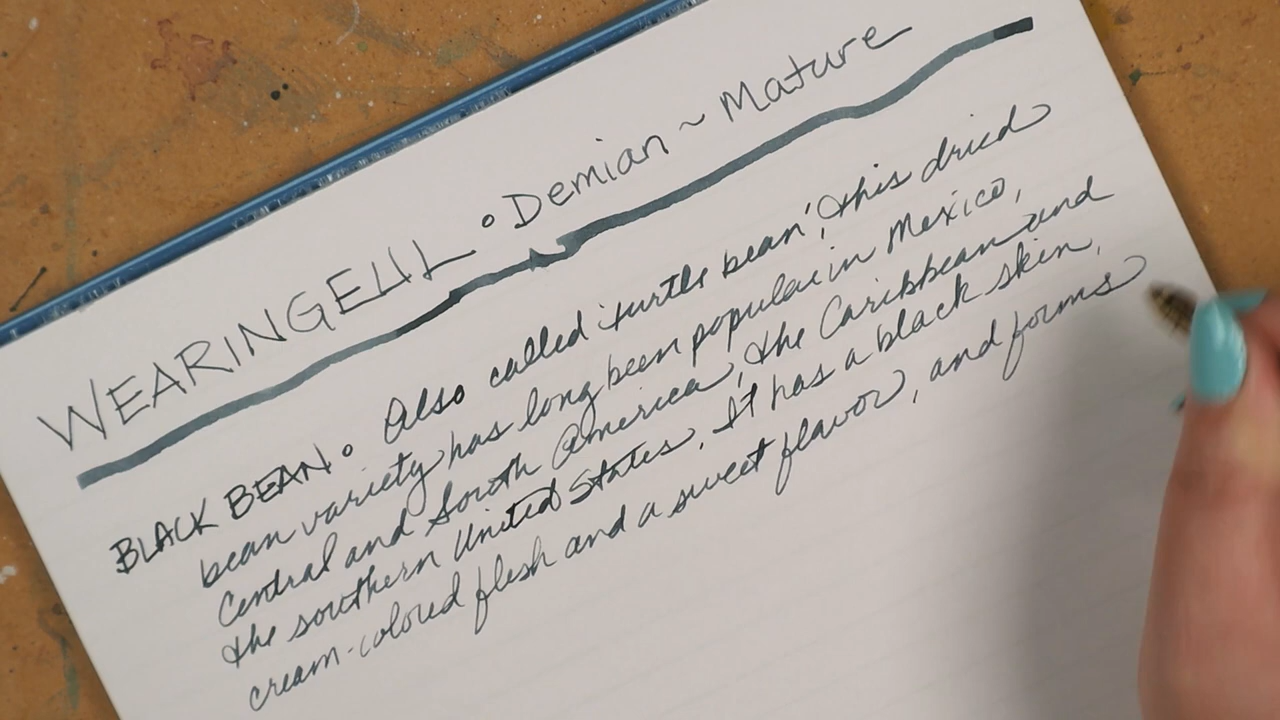 WEARINGEUL • Demian ~ Mature
BLACK BEAN • Also called 'turtle bean', this dried
bean variety has long been popular in Mexico,
Central and South America, the Caribbean and
the southern United States. It has a black skin,
cream-colored flesh and a sweet flavor, and forms